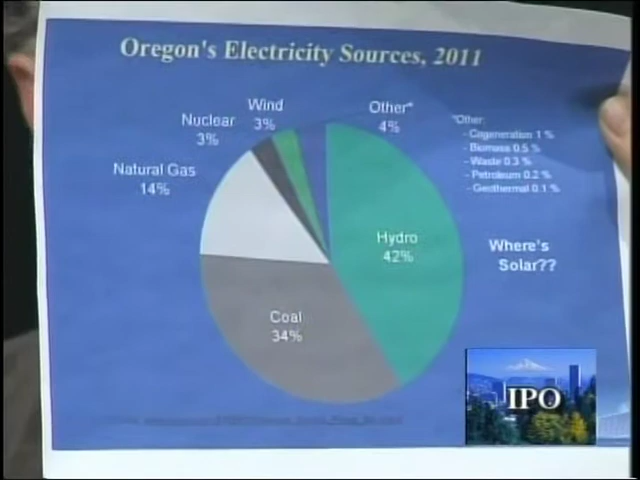 Oregon's Electricity Sources, 2011
Wind
3%
Other*
4%
Nuclear
3%
Natural Gas
14%
*Other:
- Cogeneration 1 %
- Biomass 0.5 %
- Waste 0.3 %
- Petroleum 0.2 %
- Geothermal 0.1 %
Hydro
42%
Where's
Solar??
Coal
34%
IPO